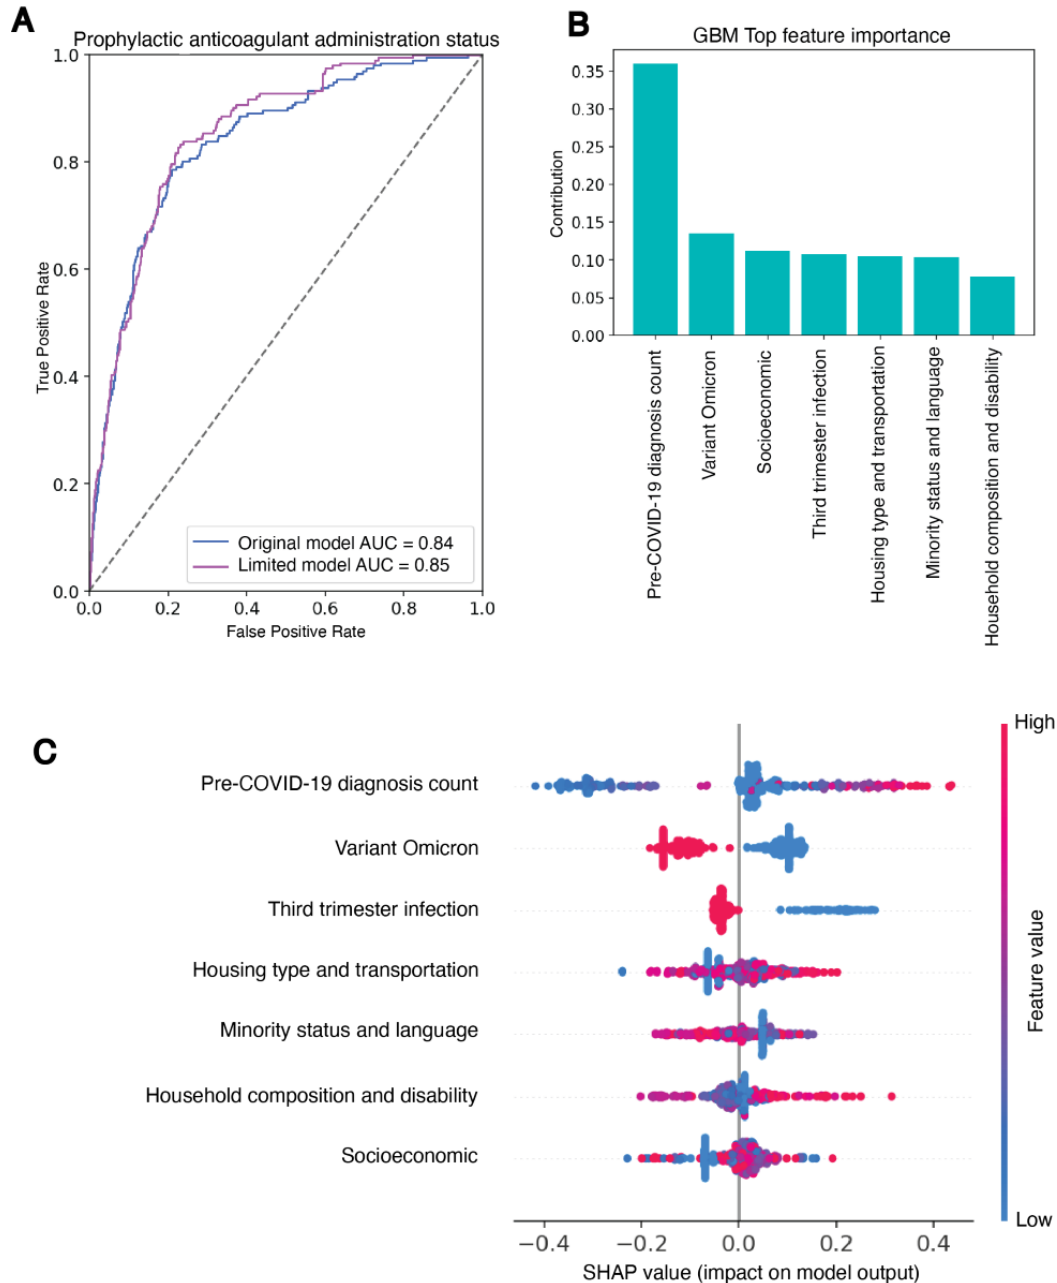 A
Prophylactic anticoagulant administration status
1.0
0.8
0.6
0.4
0.2
0.0
True Positive Rate
Original model AUC = 0.84
Limited model AUC = 0.85
0.0 0.2 0.4 0.6 0.8 1.0
False Positive Rate
B
GBM Top feature importance
0.35
0.30
0.25
0.20
0.15
0.10
0.05
0.00
Contribution
Pre-COVID-19 diagnosis count
Variant Omicron
Socioeconomic
Third trimester infection
Housing type and transportation
Minority status and language
Household composition and disability
C
Pre-COVID-19 diagnosis count
Variant Omicron
Third trimester infection
Housing type and transportation
Minority status and language
Household composition and disability
Socioeconomic
−0.4 −0.2 0.0 0.2 0.4
SHAP value (impact on model output)
High
Feature value
Low